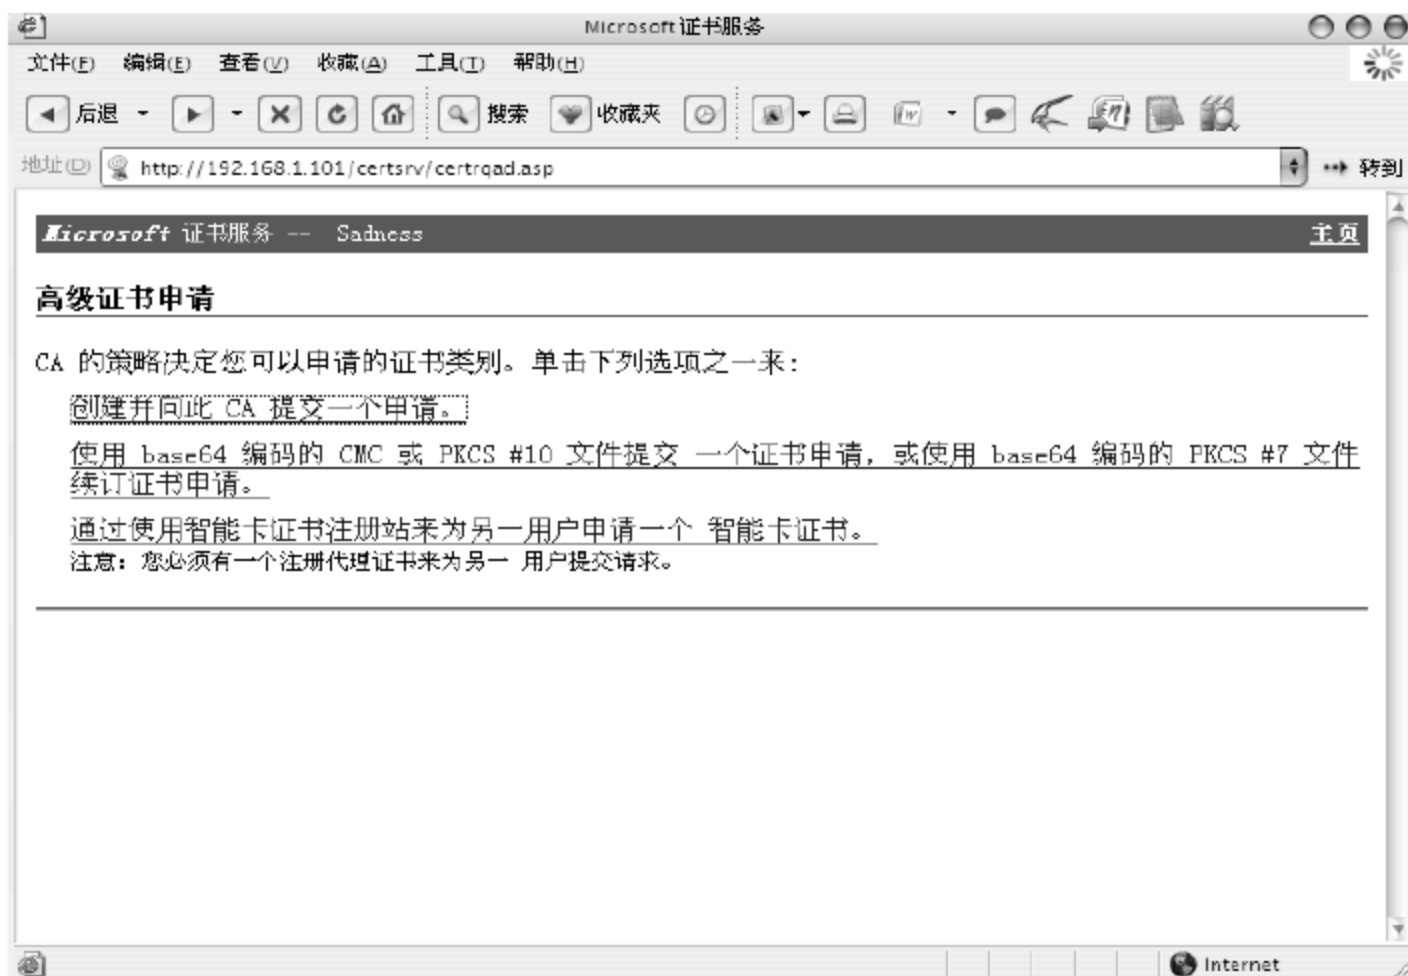 Microsoft 证书服务
文件(F) 编辑(E) 查看(V) 收藏(A) 工具(T) 帮助(H)
后退 搜索 收藏夹
地址(D) http://192.168.1.101/certsrv/certrqad.asp 转到
Microsoft 证书服务 -- Sadness 主页
高级证书申请
CA 的策略决定您可以申请的证书类别。单击下列选项之一来:
创建并向此 CA 提交一个申请。
使用 base64 编码的 CMC 或 PKCS #10 文件提交 一个证书申请，或使用 base64 编码的 PKCS #7 文件
续订证书申请。
通过使用智能卡证书注册站来为另一用户申请一个 智能卡证书。
注意: 您必须有一个注册代理证书来为另一 用户提交请求。
Internet